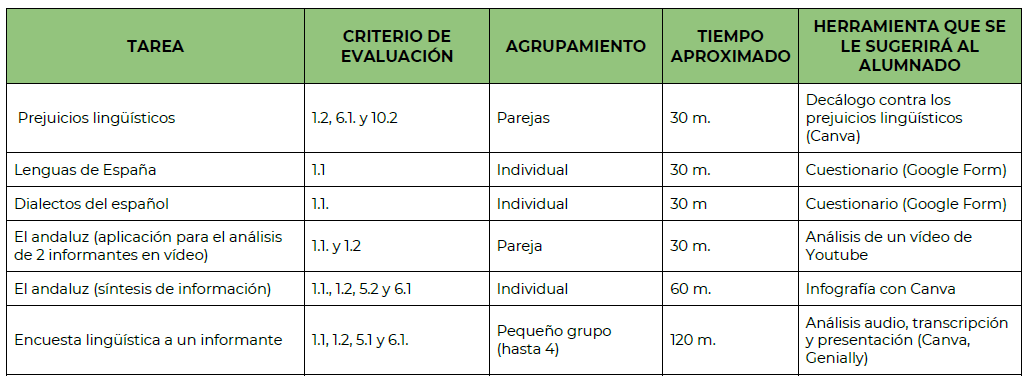 TAREA
CRITERIO DE
EVALUACIÓN
AGRUPAMIENTO
TIEMPO
APROXIMADO
HERRAMIENTA QUE SE
LE SUGERIRÁ AL
ALUMNADO
Prejuicios lingüísticos
1.2, 6.1. y 10.2
Parejas
30 m.
Decálogo contra los
prejuicios lingüísticos
(Canva)
Lenguas de España
1.1
Individual
30 m.
Cuestionario (Google Form)
Dialectos del español
1.1.
Individual
30 m
Cuestionario (Google Form)
El andaluz (aplicación para el análisis
de 2 informantes en vídeo)
1.1. y 1.2
Pareja
30 m.
Análisis de un vídeo de
Youtube
El andaluz (síntesis de información)
1.1., 1.2, 5.2 y 6.1
Individual
60 m.
Infografía con Canva
Encuesta lingüística a un informante
1.1, 1.2, 5.1 y 6.1.
Pequeño grupo
(hasta 4)
120 m.
Análisis audio, transcripción
y presentación (Canva,
Genially)